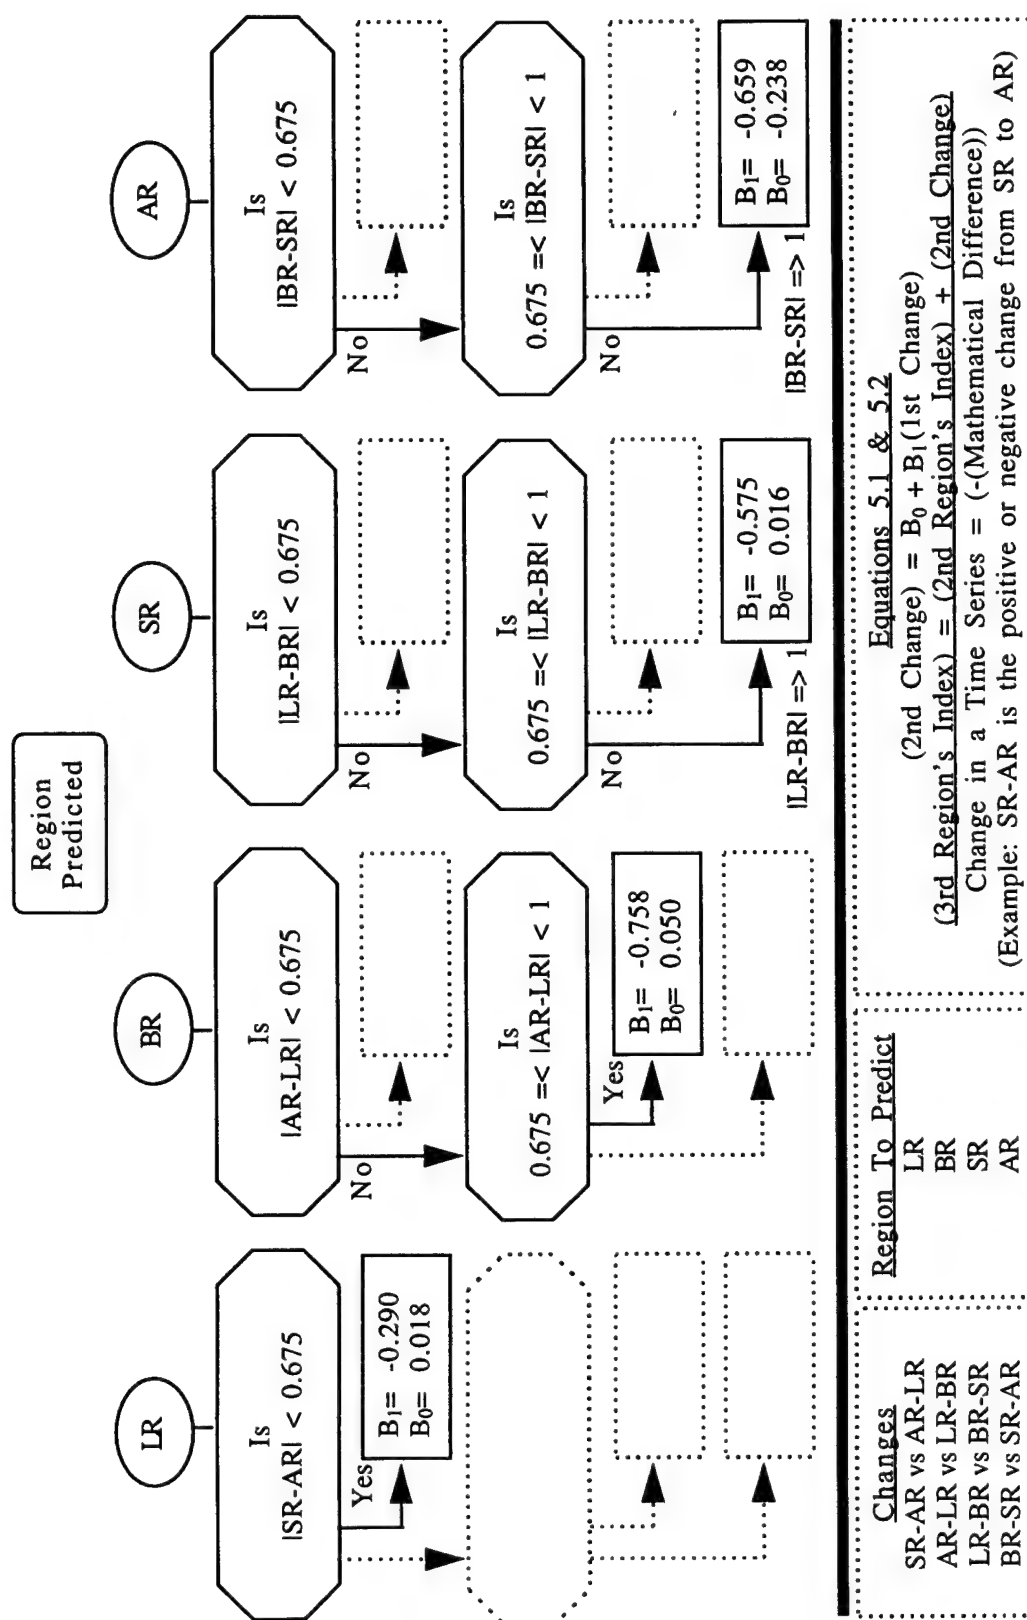 Region
Predicted
LR
Is
|SR-AR| < 0.675
Yes
B1= -0.290
B0= 0.018
BR
Is
|AR-LR| < 0.675
No
Is
0.675 =< |AR-LR| < 1
Yes
B1= -0.758
B0= 0.050
SR
Is
|LR-BR| < 0.675
No
Is
0.675 =< |LR-BR| < 1
No
|LR-BR| => 1
B1= -0.575
B0= 0.016
AR
Is
|BR-SR| < 0.675
No
Is
0.675 =< |BR-SR| < 1
No
|BR-SR| => 1
B1= -0.659
B0= -0.238
Changes
SR-AR vs AR-LR
AR-LR vs LR-BR
LR-BR vs BR-SR
BR-SR vs SR-AR
Region To Predict
LR
BR
SR
AR
Equations 5.1 & 5.2
(2nd Change) = B0 + B1(1st Change)
(3rd Region's Index) = (2nd Region's Index) + (2nd Change)
Change in a Time Series = (-(Mathematical Difference))
(Example: SR-AR is the positive or negative change from SR to AR)